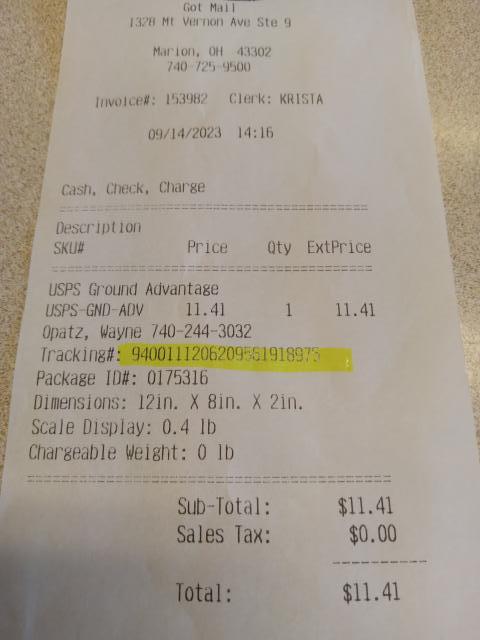 Got Mail
1328 Mt Vernon Ave Ste 9
Marion, OH 43302
740-725-9500
Invoice#: 153982 Clerk: KRISTA
09/14/2023 14:16
Cash, Check, Charge
Description
SKU# Price Qty ExtPrice
USPS Ground Advantage
USPS-GND-ADV 11.41 1 11.41
Opatz, Wayne 740-244-3032
Tracking#:
Package ID#: 0175316
Dimensions: 12in. X 8in. X 2in.
Scale Display: 0.4 lb
Chargeable Weight: 0 lb
Sub-Total: $11.41
Sales Tax: $0.00
Total: $11.41